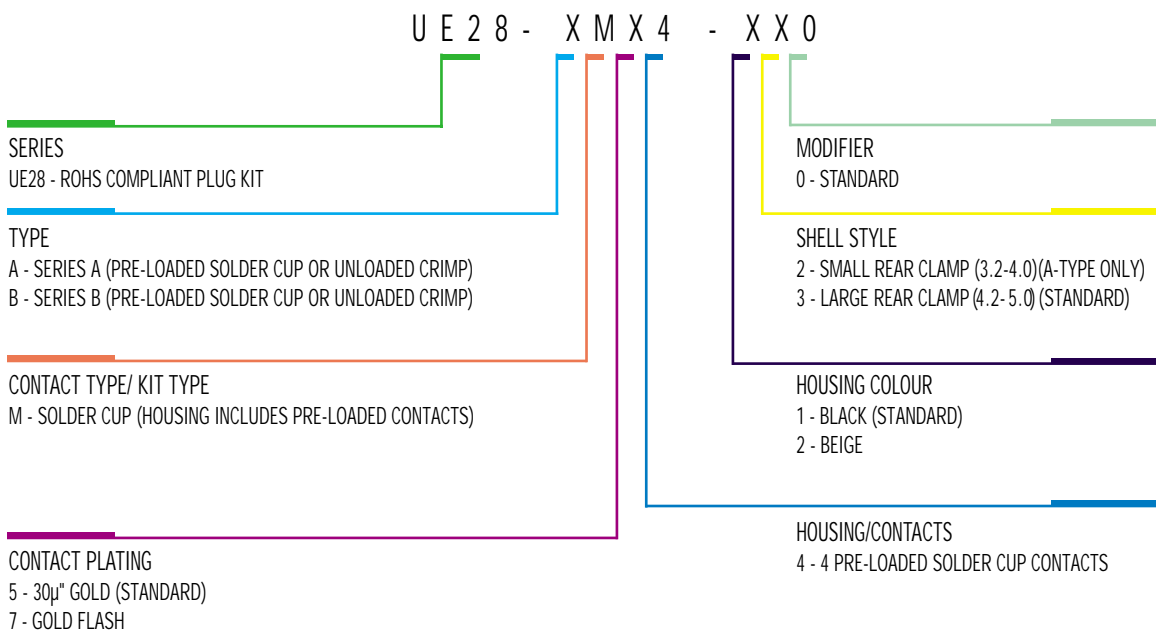 UE28- XMX4 - XX0
SERIES
UE28 - ROHS COMPLIANT PLUG KIT
TYPE
A - SERIES A (PRE-LOADED SOLDER CUP OR UNLOADED CRIMP)
B - SERIES B (PRE-LOADED SOLDER CUP OR UNLOADED CRIMP)
CONTACT TYPE/ KIT TYPE
M - SOLDER CUP (HOUSING INCLUDES PRE-LOADED CONTACTS)
CONTACT PLATING
5 - 30µ" GOLD (STANDARD)
7 - GOLD FLASH
MODIFIER
0 - STANDARD
SHELL STYLE
2 - SMALL REAR CLAMP (3.2-4.0)(A-TYPE ONLY)
3 - LARGE REAR CLAMP (4.2-5.0) (STANDARD)
HOUSING COLOUR
1 - BLACK (STANDARD)
2 - BEIGE
HOUSING/CONTACTS
4 - 4 PRE-LOADED SOLDER CUP CONTACTS